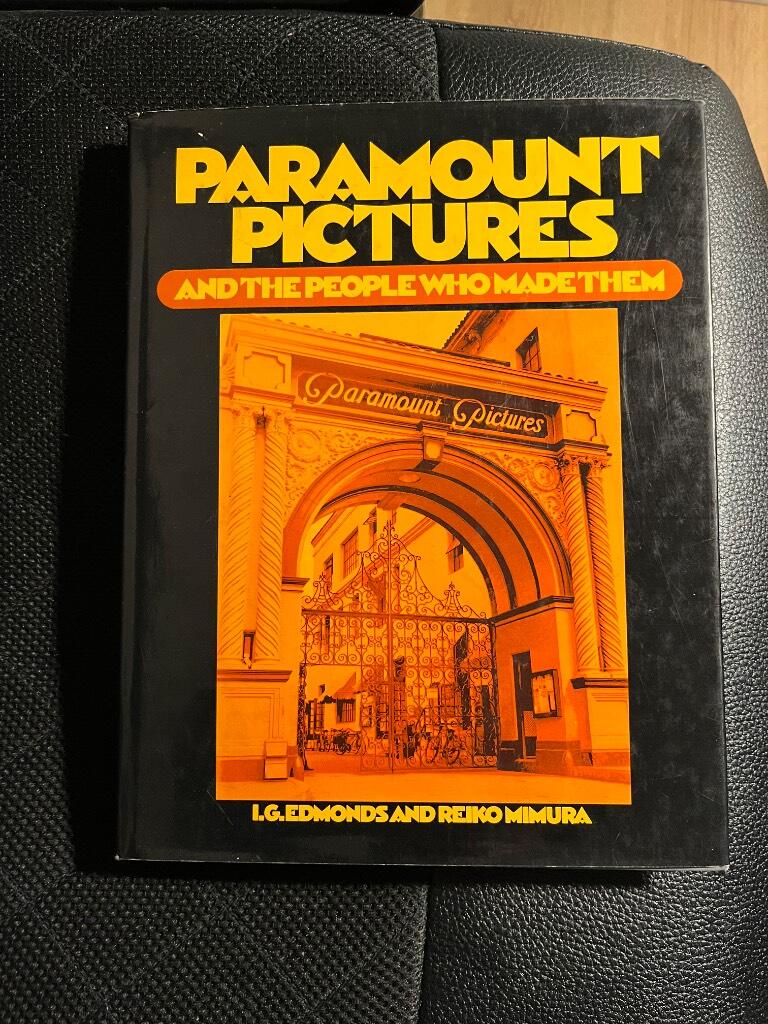 PARAMOUNT
PICTURES
AND THE PEOPLE WHO MADE THEM
Paramount Pictures
I.G. EDMONDS AND REIKO MIMURA